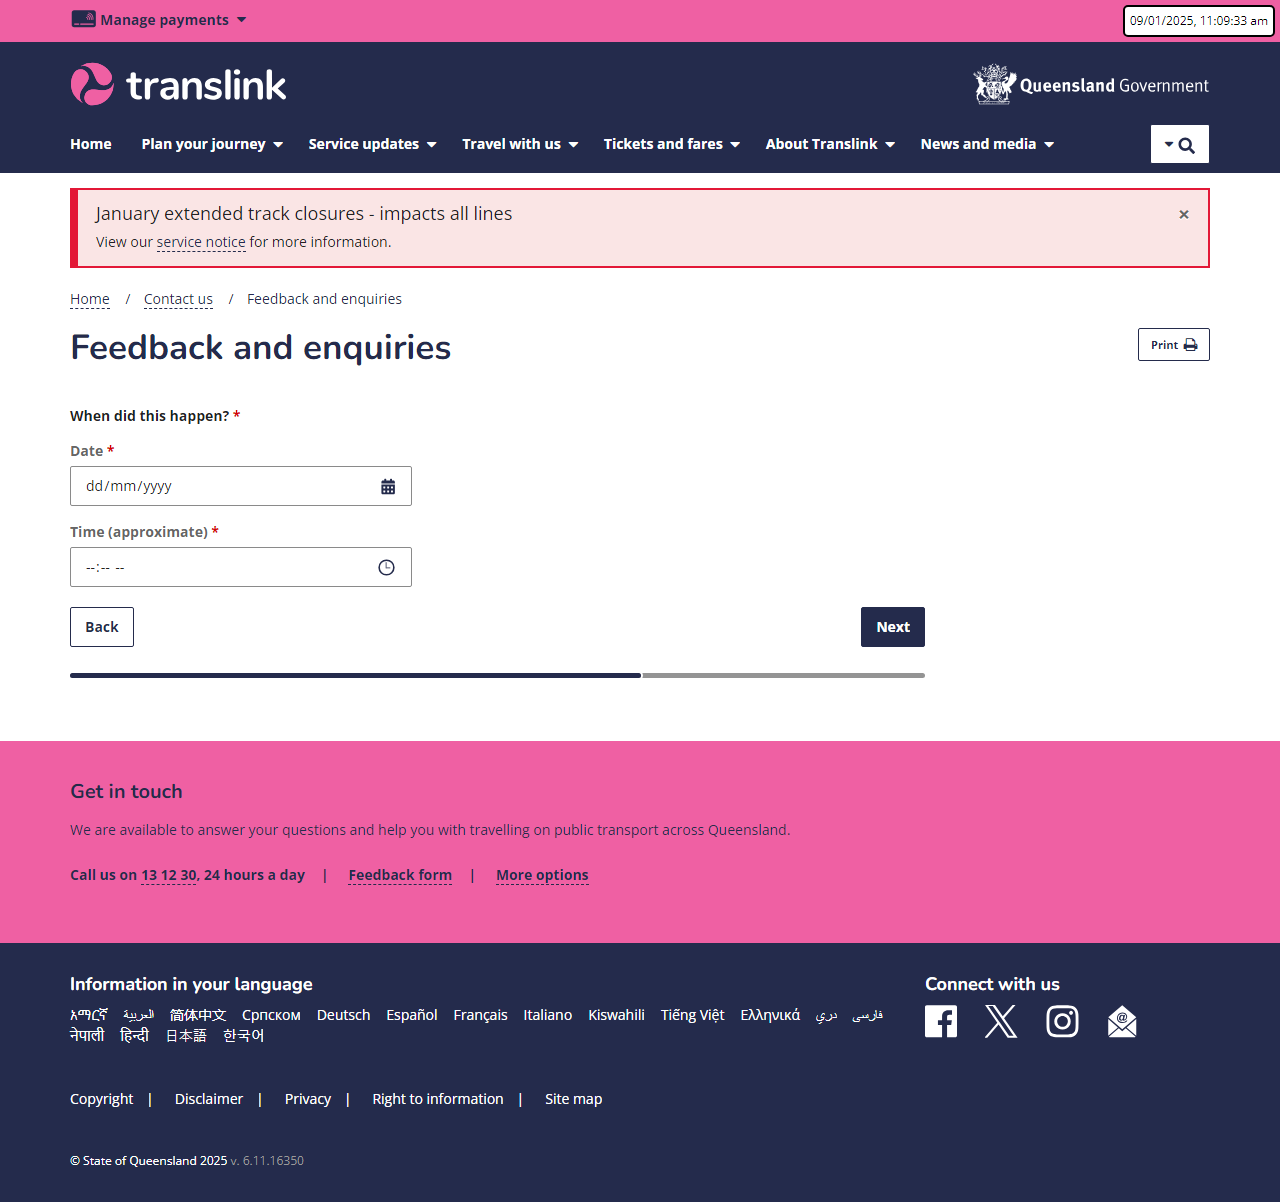 Manage payments
09/01/2025, 11:09:33 am
translink
Queensland Government
Home Plan your journey Service updates Travel with us Tickets and fares About Translink News and media
January extended track closures - impacts all lines ×
View our service notice for more information.
Home / Contact us / Feedback and enquiries
Feedback and enquiries
Print
When did this happen? *
Date *
dd/mm/yyyy
Time (approximate) *
--:-- --
Back Next
Get in touch
We are available to answer your questions and help you with travelling on public transport across Queensland.
Call us on 13 12 30, 24 hours a day | Feedback form | More options
Information in your language
Connect with us
አማርኛ العربية 简体中文 Српском Deutsch Español Français Italiano Kiswahili Tiếng Việt Ελληνικά دري فارسی
नेपाली हिन्दी 日本語 한국어
Copyright | Disclaimer | Privacy | Right to information | Site map
© State of Queensland 2025 v. 6.11.16350